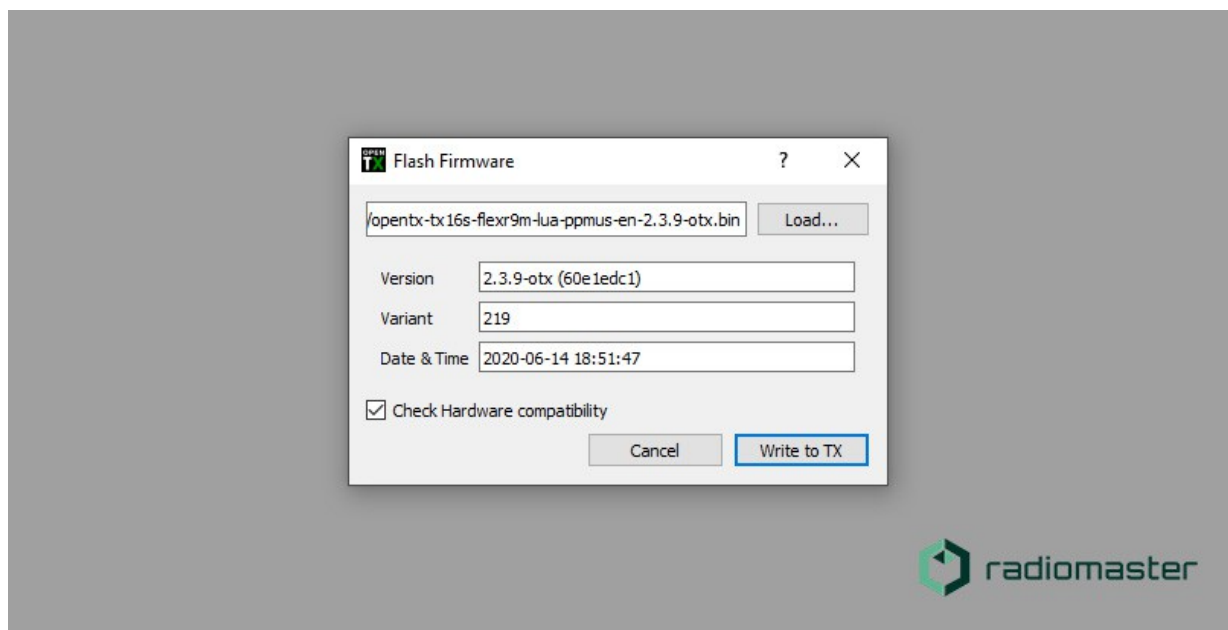 OPEN
TX
Flash Firmware
?
/opentx-tx16s-flexr9m-lua-ppmus-en-2.3.9-otx.bin
Load...
Version
2.3.9-otx (60e1edc1)
Variant
219
Date & Time
2020-06-14 18:51:47
Check Hardware compatibility
Cancel
Write to TX
radiomaster